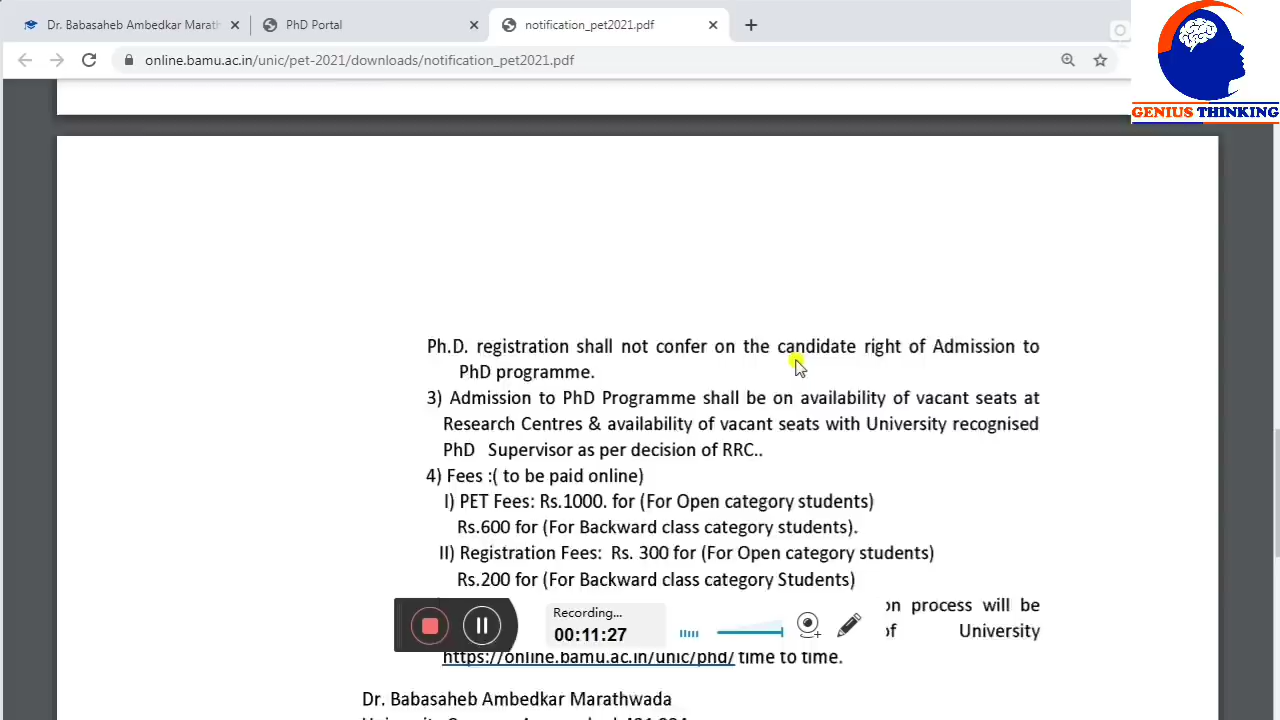 Dr. Babasaheb Ambedkar Marath
PhD Portal
notification_pet2021.pdf
online.bamu.ac.in/unic/pet-2021/downloads/notification_pet2021.pdf
GENIUS THINKING
Ph.D. registration shall not confer on the candidate right of Admission to
PhD programme.
3) Admission to PhD Programme shall be on availability of vacant seats at
Research Centres & availability of vacant seats with University recognised
PhD Supervisor as per decision of RRC..
4) Fees :( to be paid online)
I) PET Fees: Rs.1000. for (For Open category students)
Rs.600 for (For Backward class category students).
II) Registration Fees: Rs. 300 for (For Open category students)
Rs.200 for (For Backward class category Students)
process will be
Recording...
00:11:27
University
https://online.bamu.ac.in/unic/phd/ time to time.
Dr. Babasaheb Ambedkar Marathwada